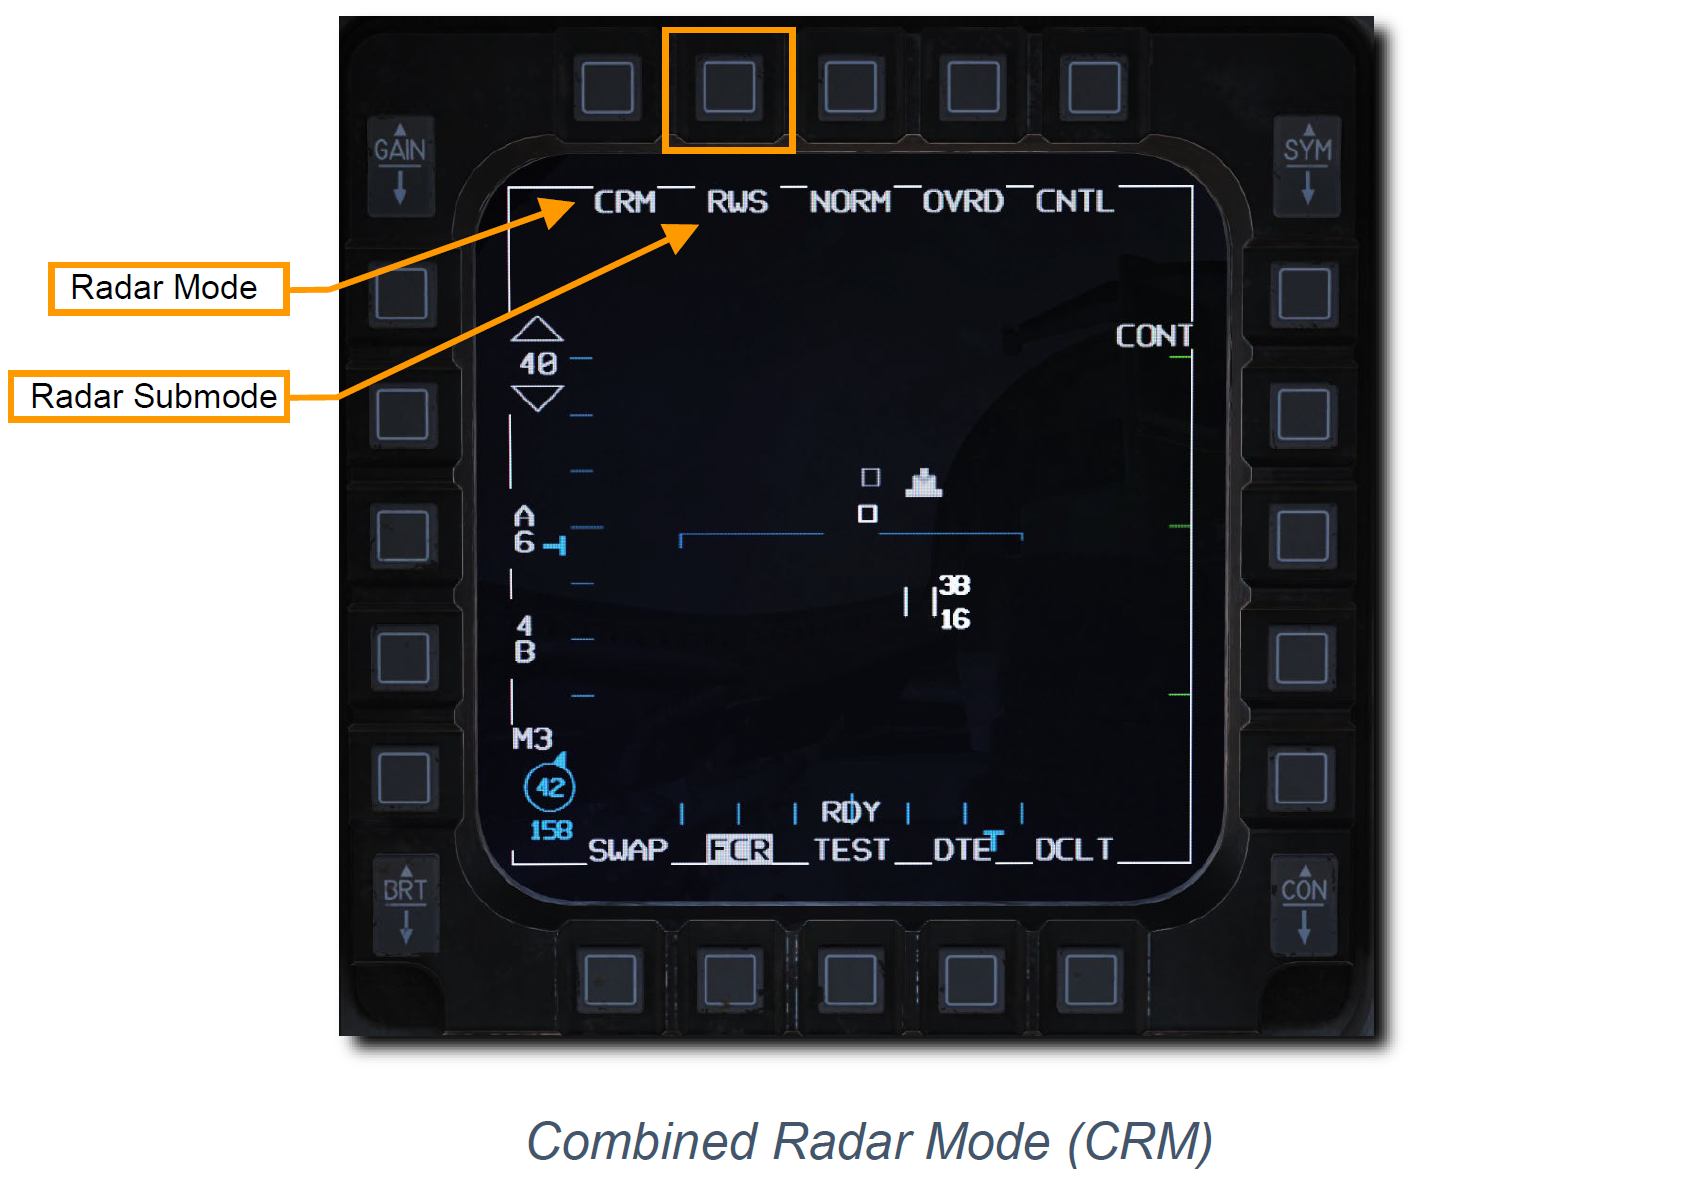 GAIN
SYM
CRM RWS NORM OVRD CNTL
Radar Mode
CONT
40
Radar Submode
A
6
38
16
4
B
M3
42
158
RDY
SWAP FCR TEST DTE T DCLT
BRT
CON
Combined Radar Mode (CRM)